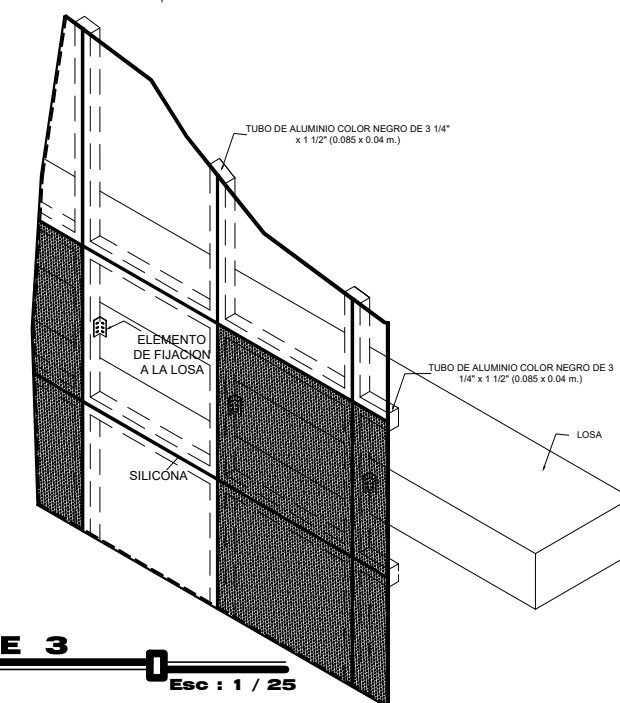 TUBO DE ALUMINIO COLOR NEGRO DE 3 1/4"
x 1 1/2" (0.085 x 0.04 m.)
ELEMENTO
DE FIJACION
A LA LOSA
TUBO DE ALUMINIO COLOR NEGRO DE 3
1/4" x 1 1/2" (0.085 x 0.04 m.)
LOSA
SILICONA
E 3
Esc : 1 / 25